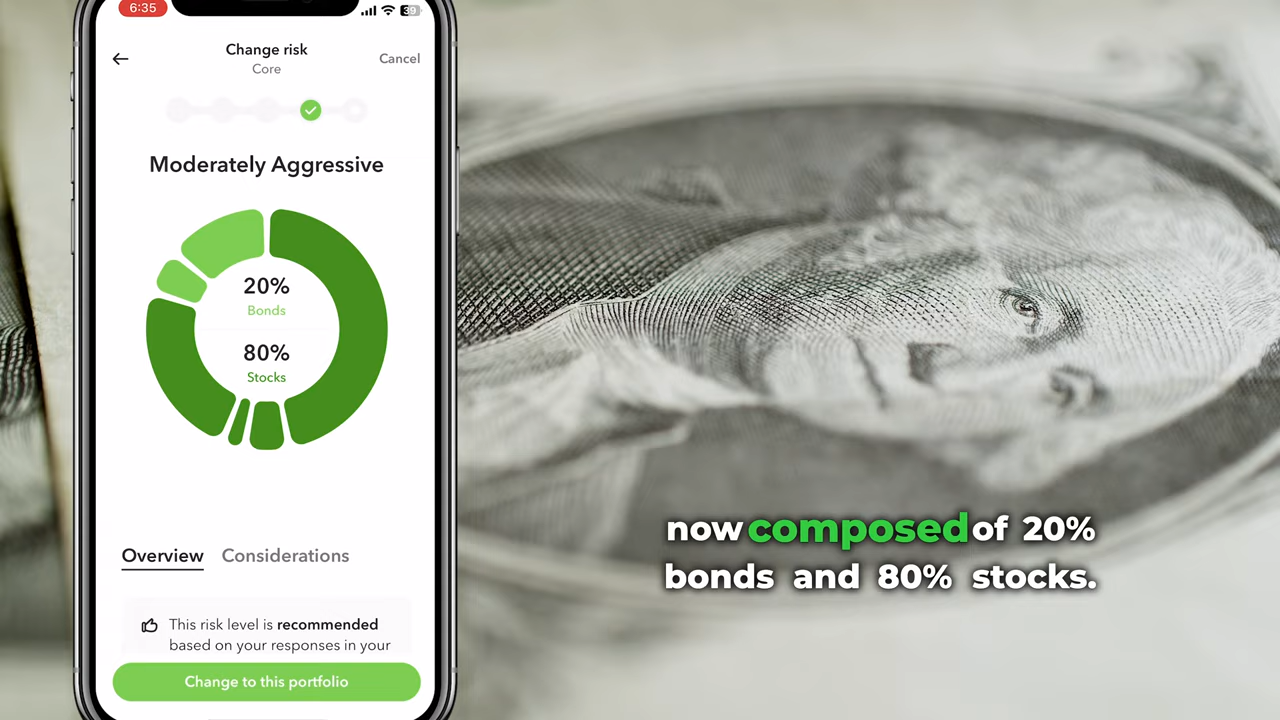 6:35
39
Change risk
Core
Cancel
Moderately Aggressive
20%
Bonds
80%
Stocks
Overview Considerations
This risk level is recommended
based on your responses in your
Change to this portfolio
now composed of 20%
bonds and 80% stocks.